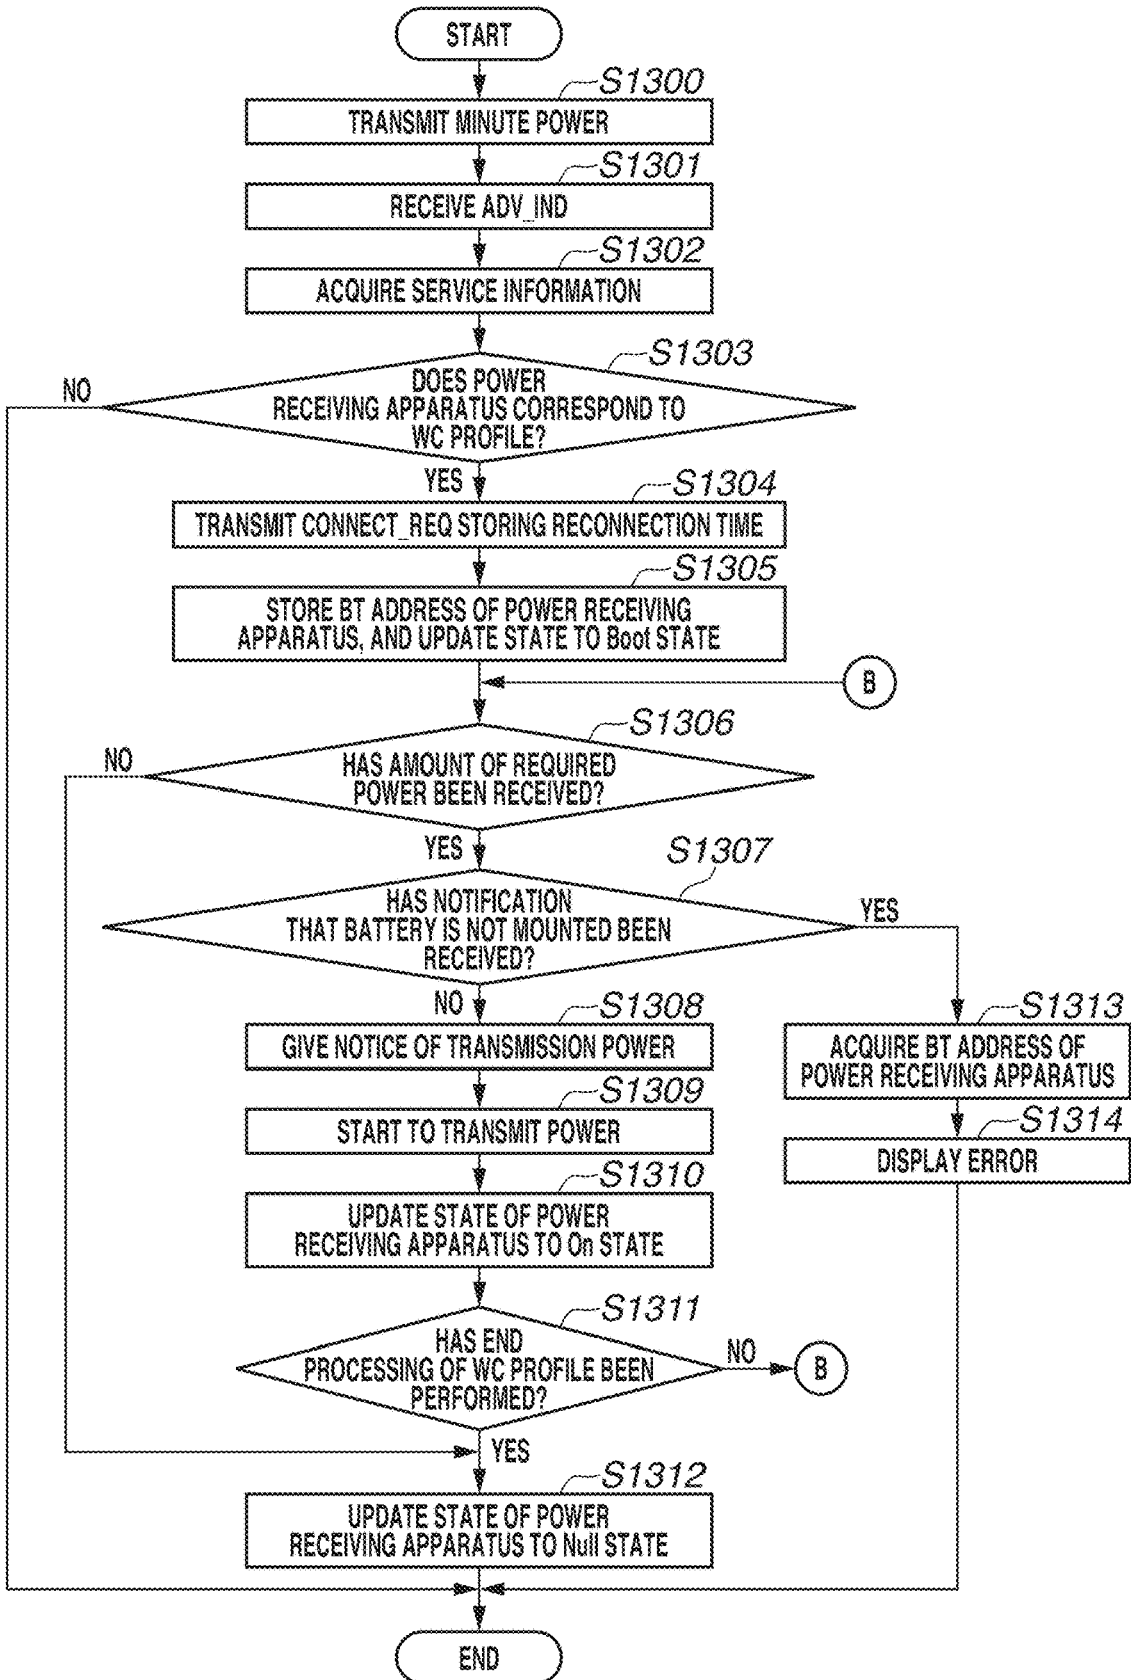 START
S1300
TRANSMIT MINUTE POWER
S1301
RECEIVE ADV_IND
S1302
ACQUIRE SERVICE INFORMATION
S1303
NO
DOES POWER
RECEIVING APPARATUS CORRESPOND TO
WC PROFILE?
YES
S1304
TRANSMIT CONNECT_REQ STORING RECONNECTION TIME
S1305
STORE BT ADDRESS OF POWER RECEIVING
APPARATUS, AND UPDATE STATE TO Boot STATE
B
S1306
NO
HAS AMOUNT OF REQUIRED
POWER BEEN RECEIVED?
YES
S1307
HAS NOTIFICATION
THAT BATTERY IS NOT MOUNTED BEEN
RECEIVED?
YES
NO
S1308
GIVE NOTICE OF TRANSMISSION POWER
S1313
ACQUIRE BT ADDRESS OF
POWER RECEIVING APPARATUS
S1309
START TO TRANSMIT POWER
S1314
DISPLAY ERROR
S1310
UPDATE STATE OF POWER
RECEIVING APPARATUS TO On STATE
S1311
HAS END
PROCESSING OF WC PROFILE BEEN
PERFORMED?
NO
B
YES
S1312
UPDATE STATE OF POWER
RECEIVING APPARATUS TO Null STATE
END